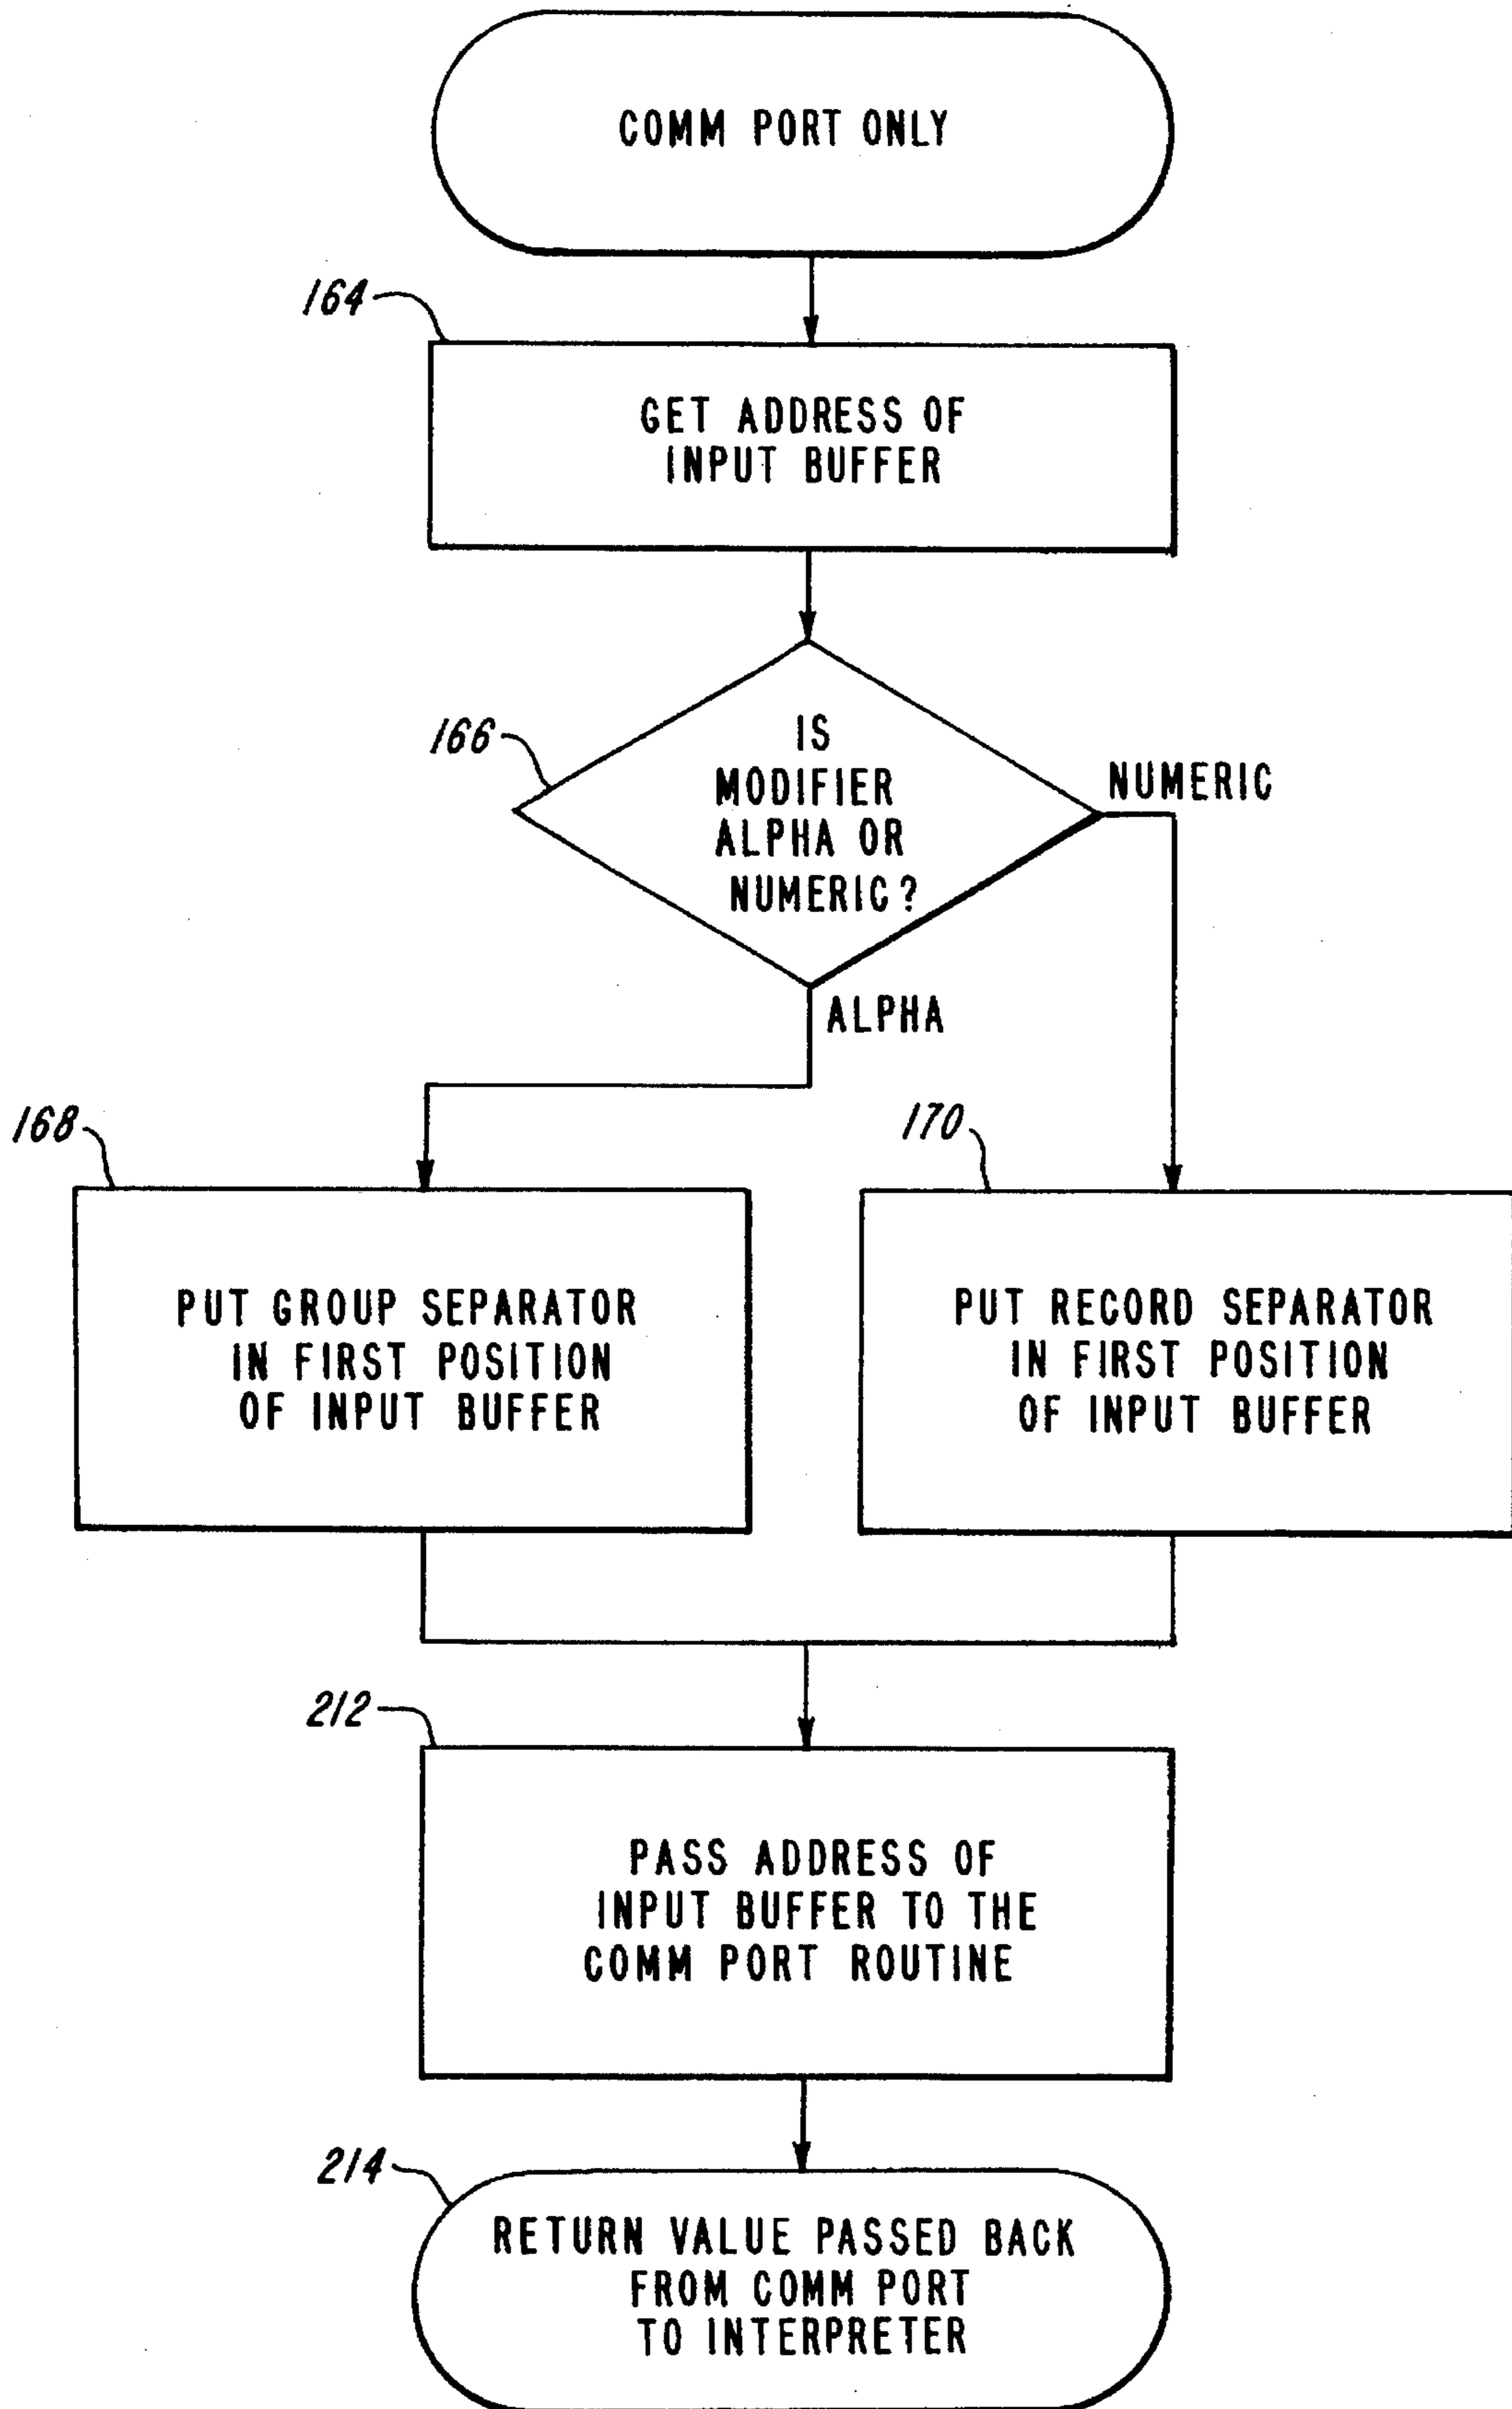 COMM PORT ONLY
164
GET ADDRESS OF
INPUT BUFFER
166
IS
MODIFIER
ALPHA OR
NUMERIC?
NUMERIC
ALPHA
168
PUT GROUP SEPARATOR
IN FIRST POSITION
OF INPUT BUFFER
170
PUT RECORD SEPARATOR
IN FIRST POSITION
OF INPUT BUFFER
212
PASS ADDRESS OF
INPUT BUFFER TO THE
COMM PORT ROUTINE
214
RETURN VALUE PASSED BACK
FROM COMM PORT
TO INTERPRETER